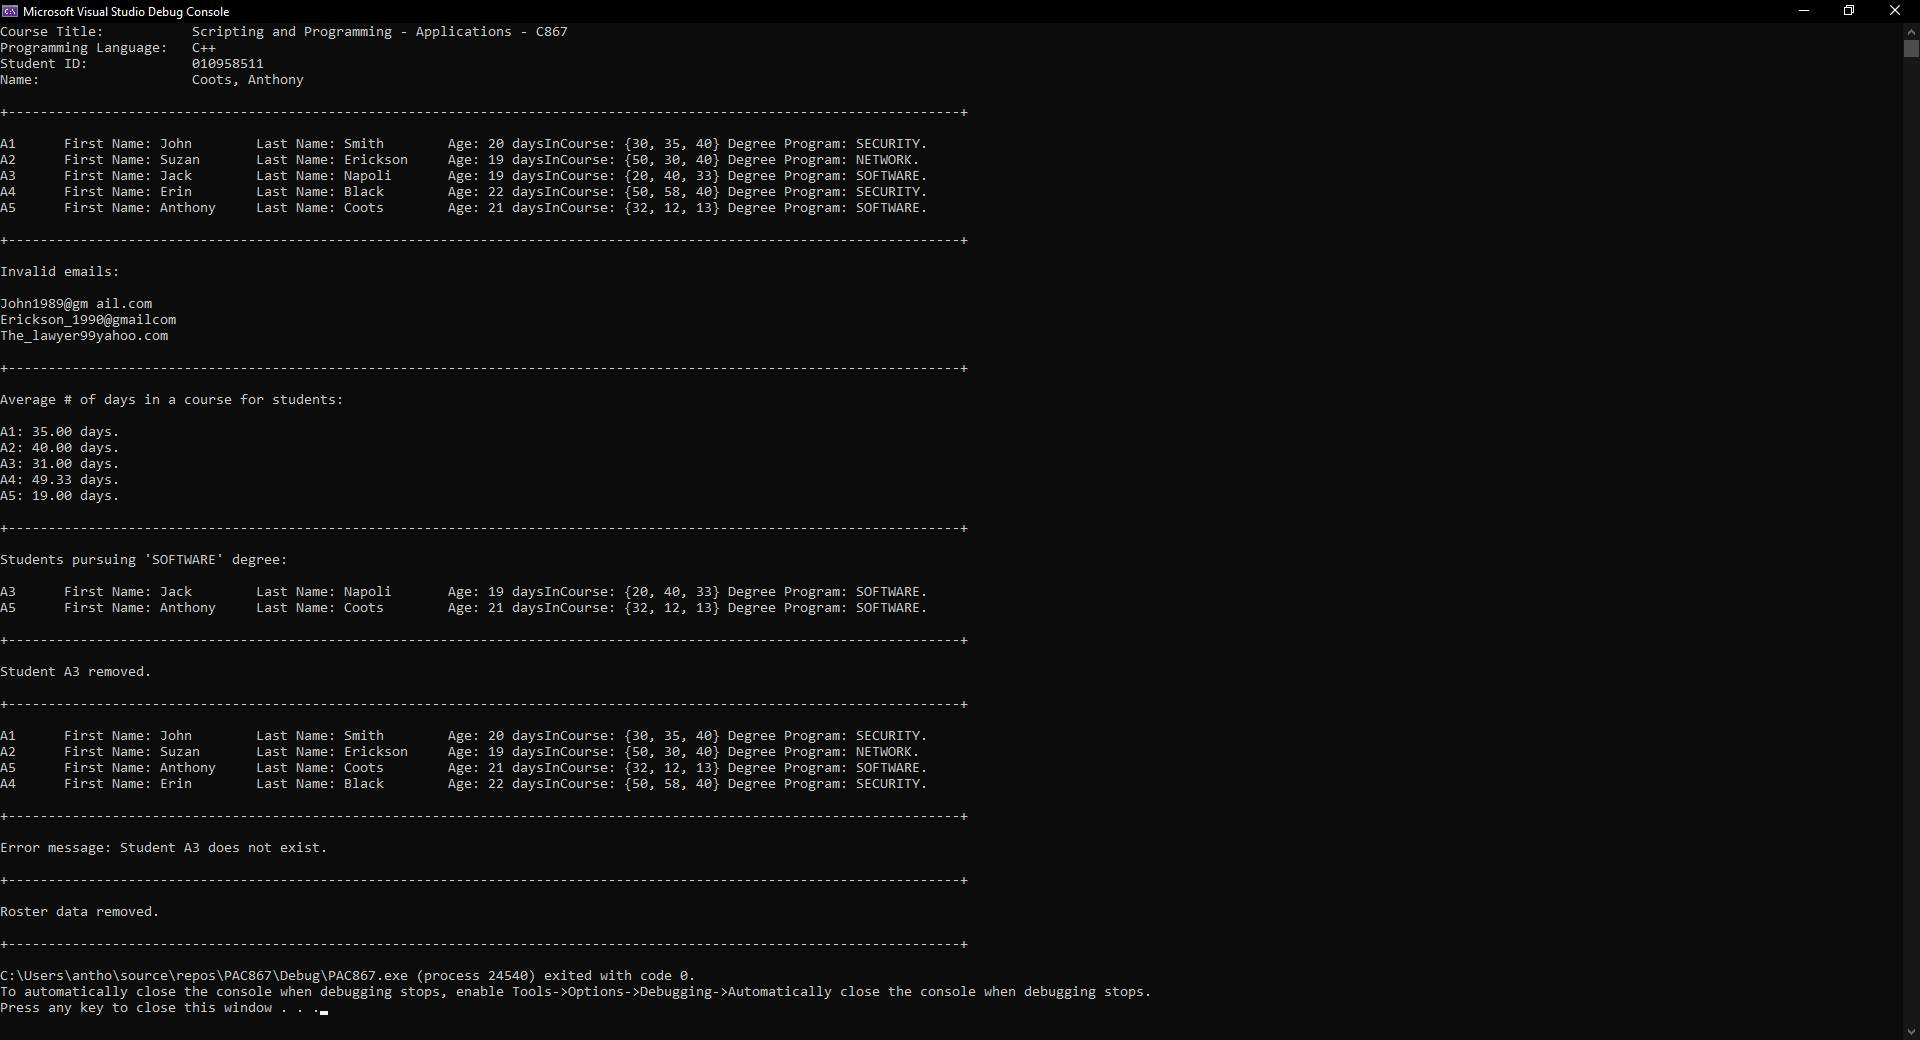 Microsoft Visual Studio Debug Console
Course Title:           Scripting and Programming - Applications - C867
Programming Language:   C++
Student ID:             010958511
Name:                   Coots, Anthony

+-----------------------------------------------------------------------------------------------------------------------+

A1      First Name: John        Last Name: Smith        Age: 20 daysInCourse: {30, 35, 40} Degree Program: SECURITY.
A2      First Name: Suzan       Last Name: Erickson     Age: 19 daysInCourse: {50, 30, 40} Degree Program: NETWORK.
A3      First Name: Jack        Last Name: Napoli       Age: 19 daysInCourse: {20, 40, 33} Degree Program: SOFTWARE.
A4      First Name: Erin        Last Name: Black        Age: 22 daysInCourse: {50, 58, 40} Degree Program: SECURITY.
A5      First Name: Anthony     Last Name: Coots        Age: 21 daysInCourse: {32, 12, 13} Degree Program: SOFTWARE.

+-----------------------------------------------------------------------------------------------------------------------+

Invalid emails:

John1989@gm ail.com
Erickson_1990@gmailcom
The_lawyer99yahoo.com

+-----------------------------------------------------------------------------------------------------------------------+

Average # of days in a course for students:

A1: 35.00 days.
A2: 40.00 days.
A3: 31.00 days.
A4: 49.33 days.
A5: 19.00 days.

+-----------------------------------------------------------------------------------------------------------------------+

Students pursuing 'SOFTWARE' degree:

A3      First Name: Jack        Last Name: Napoli       Age: 19 daysInCourse: {20, 40, 33} Degree Program: SOFTWARE.
A5      First Name: Anthony     Last Name: Coots        Age: 21 daysInCourse: {32, 12, 13} Degree Program: SOFTWARE.

+-----------------------------------------------------------------------------------------------------------------------+

Student A3 removed.

+-----------------------------------------------------------------------------------------------------------------------+

A1      First Name: John        Last Name: Smith        Age: 20 daysInCourse: {30, 35, 40} Degree Program: SECURITY.
A2      First Name: Suzan       Last Name: Erickson     Age: 19 daysInCourse: {50, 30, 40} Degree Program: NETWORK.
A5      First Name: Anthony     Last Name: Coots        Age: 21 daysInCourse: {32, 12, 13} Degree Program: SOFTWARE.
A4      First Name: Erin        Last Name: Black        Age: 22 daysInCourse: {50, 58, 40} Degree Program: SECURITY.

+-----------------------------------------------------------------------------------------------------------------------+

Error message: Student A3 does not exist.

+-----------------------------------------------------------------------------------------------------------------------+

Roster data removed.

+-----------------------------------------------------------------------------------------------------------------------+

C:\Users\antho\source\repos\PAC867\Debug\PAC867.exe (process 24540) exited with code 0.
To automatically close the console when debugging stops, enable Tools->Options->Debugging->Automatically close the console when debugging stops.
Press any key to close this window . . .